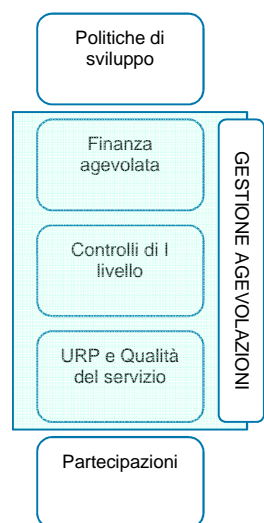 Politiche di
sviluppo
Finanza
agevolata
Controlli di I
livello
URP e Qualità
del servizio
GESTIONE AGEVOLAZIONI
Partecipazioni